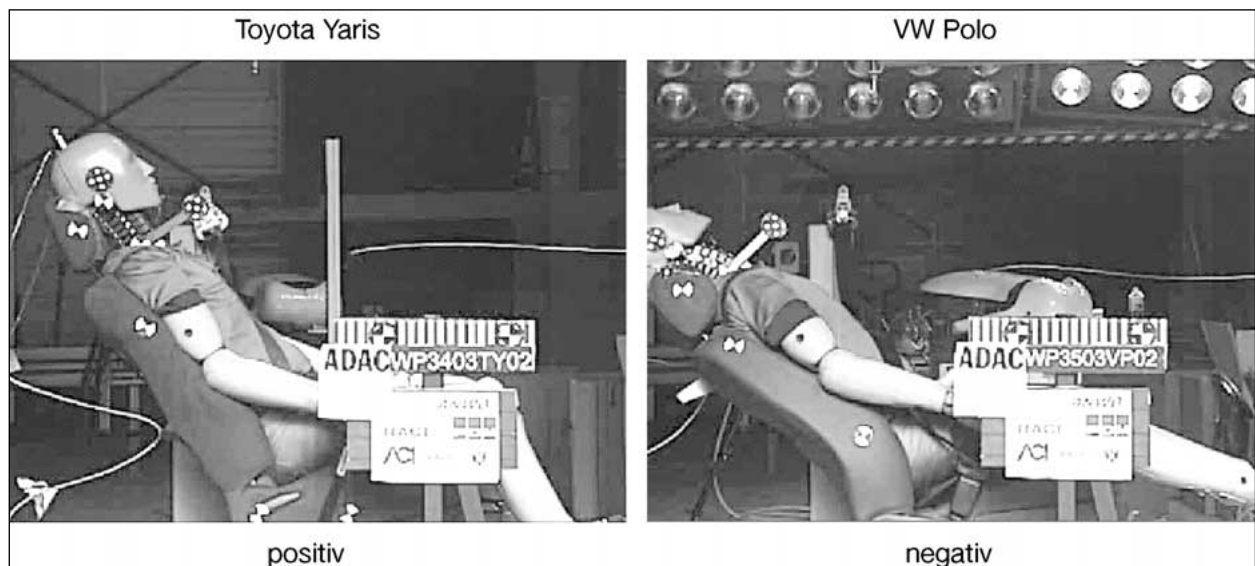 Toyota Yaris
VW Polo
ADAC WP3403TY02
ADAC WP3503VP02
positiv
negativ